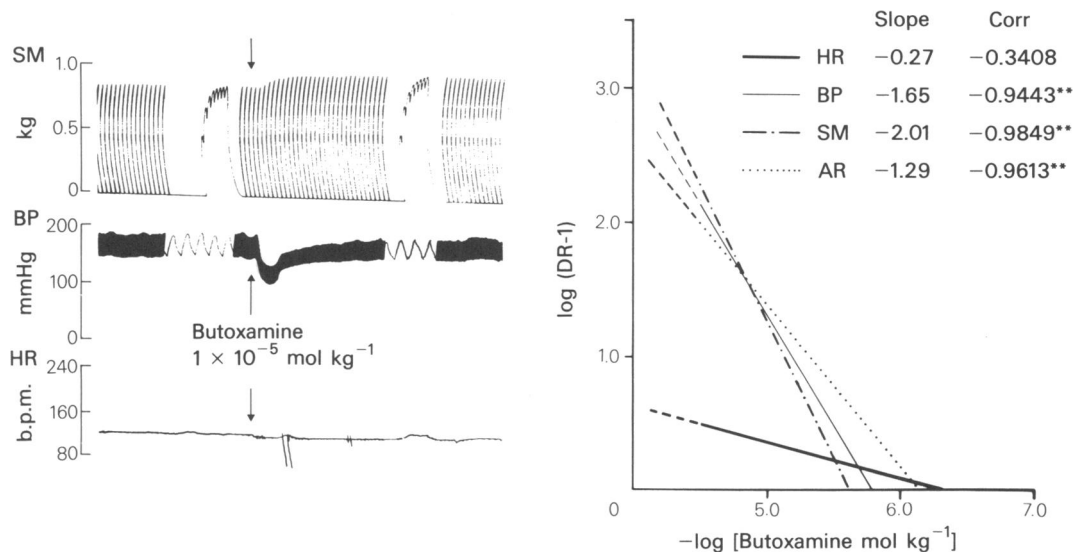 SM
1.0
kg
0.5
0
BP
200
mmHg
100
0
Butoxamine
1 × 10⁻⁵ mol kg⁻¹
HR
240
b.p.m.
160
80
Slope Corr
HR −0.27 −0.3408
BP −1.65 −0.9443**
SM −2.01 −0.9849**
AR −1.29 −0.9613**
3.0
2.0
log (DR-1)
1.0
0 5.0 6.0 7.0
−log [Butoxamine mol kg⁻¹]